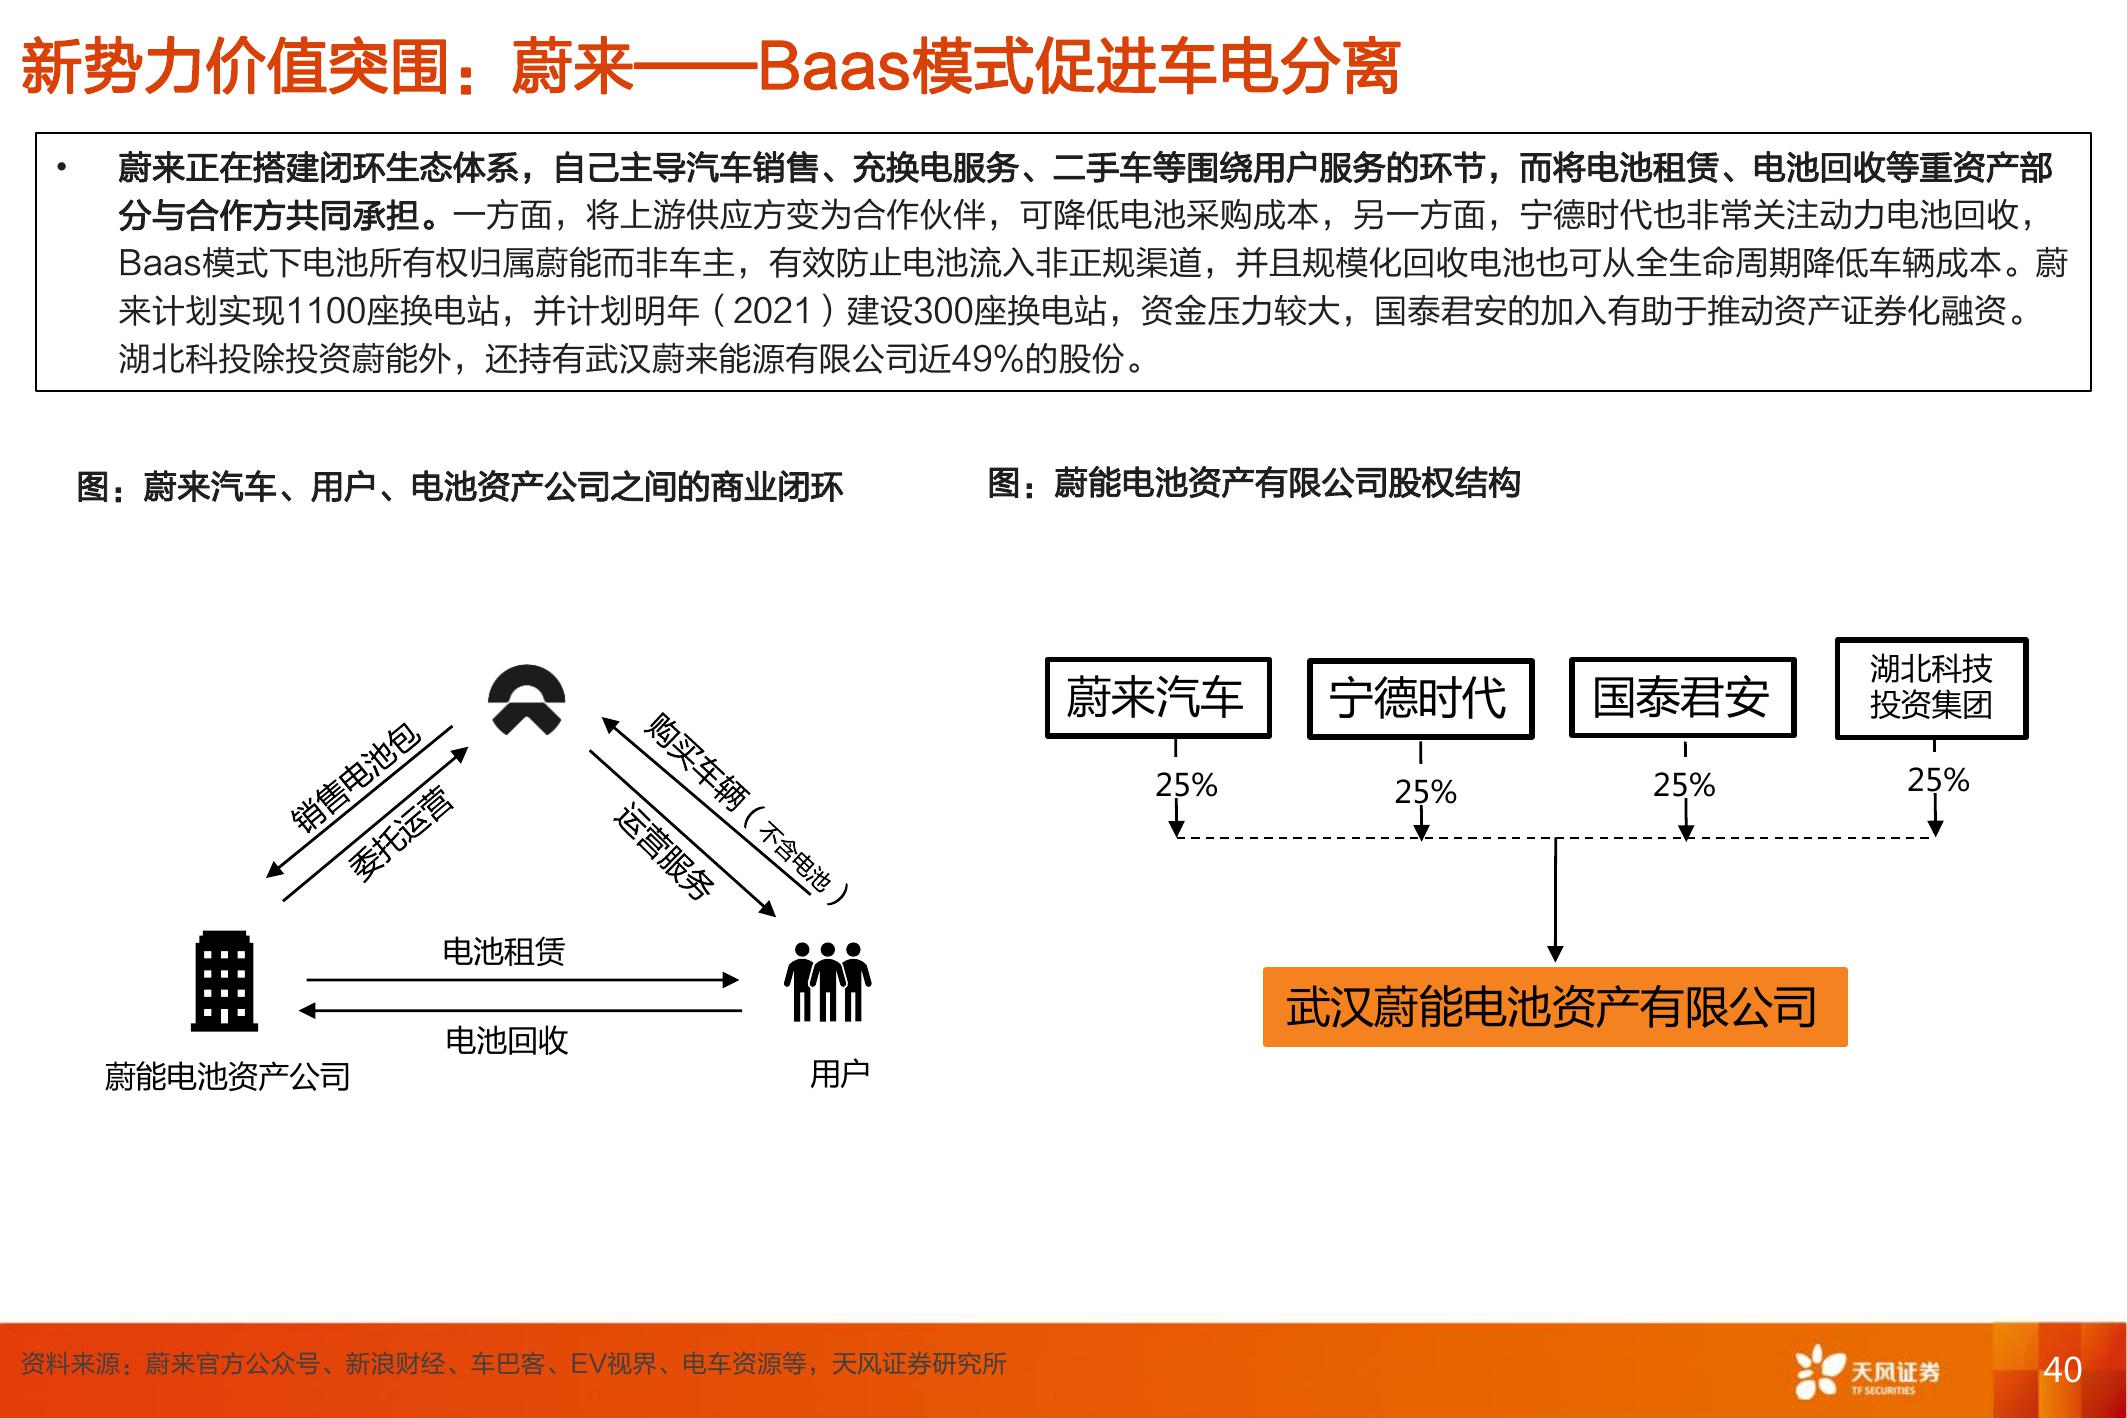 新势力价值突围：蔚来——Baas模式促进车电分离
• 蔚来正在搭建闭环生态体系，自己主导汽车销售、充换电服务、二手车等围绕用户服务的环节，而将电池租赁、电池回收等重资产部
分与合作方共同承担。一方面，将上游供应方变为合作伙伴，可降低电池采购成本，另一方面，宁德时代也非常关注动力电池回收，
Baas模式下电池所有权归属蔚能而非车主，有效防止电池流入非正规渠道，并且规模化回收电池也可从全生命周期降低车辆成本。蔚
来计划实现1100座换电站，并计划明年（2021）建设300座换电站，资金压力较大，国泰君安的加入有助于推动资产证券化融资。
湖北科投除投资蔚能外，还持有武汉蔚来能源有限公司近49%的股份。
图：蔚来汽车、用户、电池资产公司之间的商业闭环
销售电池包
委托运营
购买车辆（不含电池）
运营服务
电池租赁
电池回收
蔚能电池资产公司
用户
图：蔚能电池资产有限公司股权结构
蔚来汽车
宁德时代
国泰君安
湖北科技
投资集团
25%
25%
25%
25%
武汉蔚能电池资产有限公司
资料来源：蔚来官方公众号、新浪财经、车巴客、EV视界、电车资源等，天风证券研究所
天风证券
TF SECURITIES
40